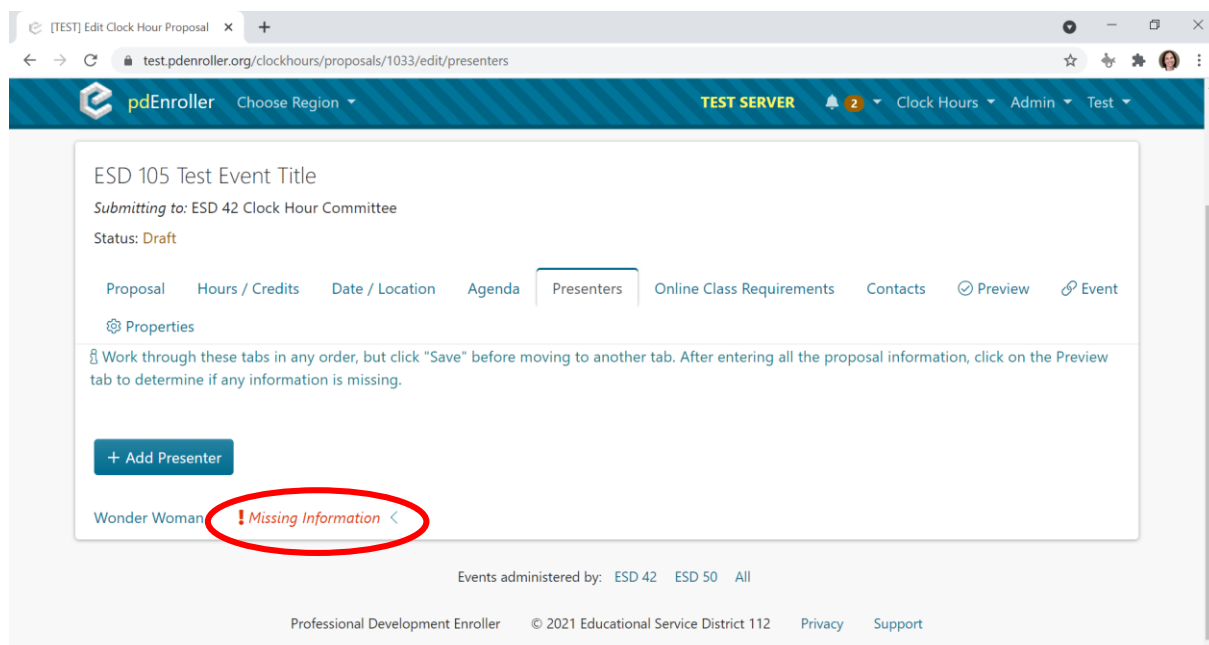 [TEST] Edit Clock Hour Proposal
test.pdenroller.org/clockhours/proposals/1033/edit/presenters
pdEnroller Choose Region TEST SERVER 2 Clock Hours Admin Test
ESD 105 Test Event Title
Submitting to: ESD 42 Clock Hour Committee
Status: Draft
Proposal Hours / Credits Date / Location Agenda Presenters Online Class Requirements Contacts Preview Event
Properties
Work through these tabs in any order, but click "Save" before moving to another tab. After entering all the proposal information, click on the Preview
tab to determine if any information is missing.
+ Add Presenter
Wonder Woman ! Missing Information <
Events administered by: ESD 42 ESD 50 All
Professional Development Enroller © 2021 Educational Service District 112 Privacy Support